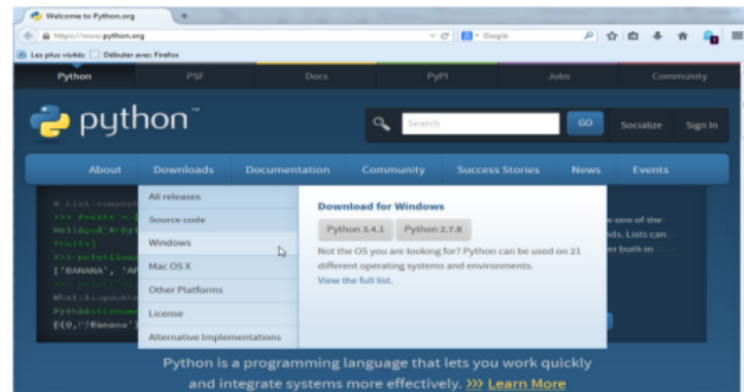 Welcome to Python.org
https://www.python.org
Google
Les plus visités Débuter avec Firefox
Python PSF Docs PyPI Jobs Community
python™
Search GO Socialize Sign In
About Downloads Documentation Community Success Stories News Events
All releases
Source code
Windows
Mac OS X
Other Platforms
License
Alternative Implementations
Download for Windows
Python 3.4.1 Python 2.7.8
Not the OS you are looking for? Python can be used on 21
different operating systems and environments.
View the full list.
>>> fruits
fruits]
>>> print
['BANANA',
one of the
Lists can
built-in
Python is a programming language that lets you work quickly
and integrate systems more effectively. >>> Learn More